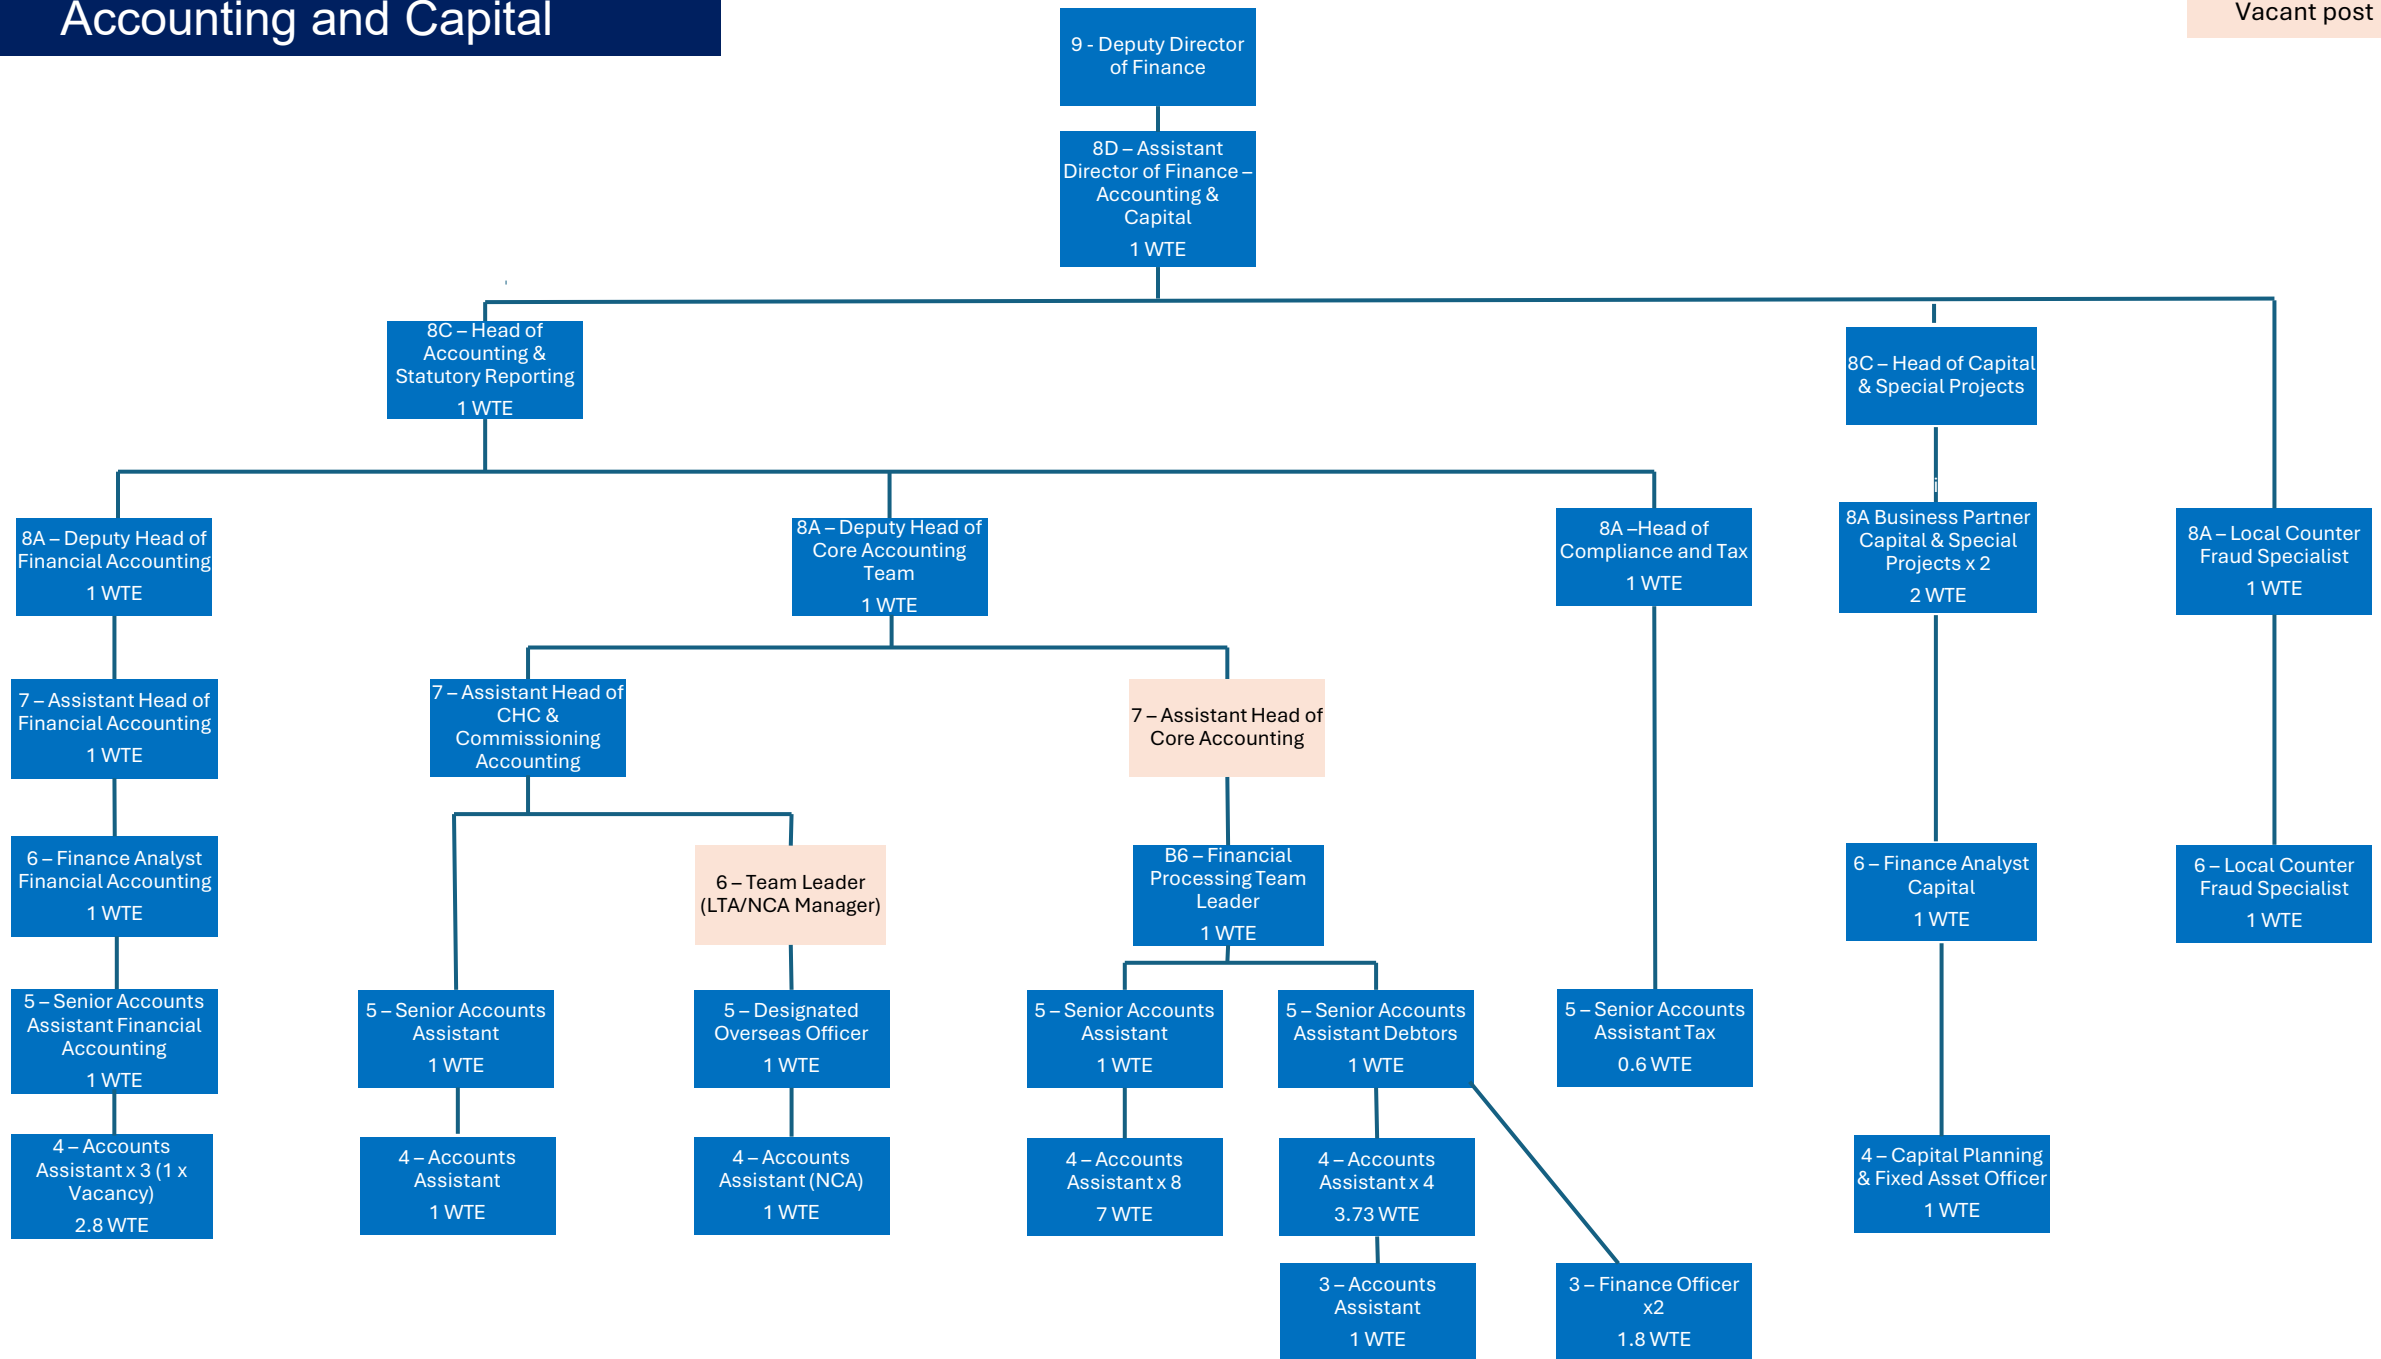 Accounting and Capital
Vacant post
9 - Deputy Director
of Finance
8D – Assistant
Director of Finance –
Accounting &
Capital
1 WTE
8C – Head of
Accounting &
Statutory Reporting
1 WTE
8C – Head of Capital
& Special Projects
8A – Deputy Head of
Financial Accounting
1 WTE
8A – Deputy Head of
Core Accounting
Team
1 WTE
8A –Head of
Compliance and Tax
1 WTE
8A Business Partner
Capital & Special
Projects x 2
2 WTE
8A – Local Counter
Fraud Specialist
1 WTE
7 – Assistant Head of
Financial Accounting
1 WTE
7 – Assistant Head of
CHC &
Commissioning
Accounting
7 – Assistant Head of
Core Accounting
6 – Finance Analyst
Financial Accounting
1 WTE
6 – Team Leader
(LTA/NCA Manager)
B6 – Financial
Processing Team
Leader
1 WTE
6 – Finance Analyst
Capital
1 WTE
6 – Local Counter
Fraud Specialist
1 WTE
5 – Senior Accounts
Assistant Financial
Accounting
1 WTE
5 – Senior Accounts
Assistant
1 WTE
5 – Designated
Overseas Officer
1 WTE
5 – Senior Accounts
Assistant
1 WTE
5 – Senior Accounts
Assistant Debtors
1 WTE
5 – Senior Accounts
Assistant Tax
0.6 WTE
4 – Accounts
Assistant x 3 (1 x
Vacancy)
2.8 WTE
4 – Accounts
Assistant
1 WTE
4 – Accounts
Assistant (NCA)
1 WTE
4 – Accounts
Assistant x 8
7 WTE
4 – Accounts
Assistant x 4
3.73 WTE
4 – Capital Planning
& Fixed Asset Officer
1 WTE
3 – Accounts
Assistant
1 WTE
3 – Finance Officer
x2
1.8 WTE